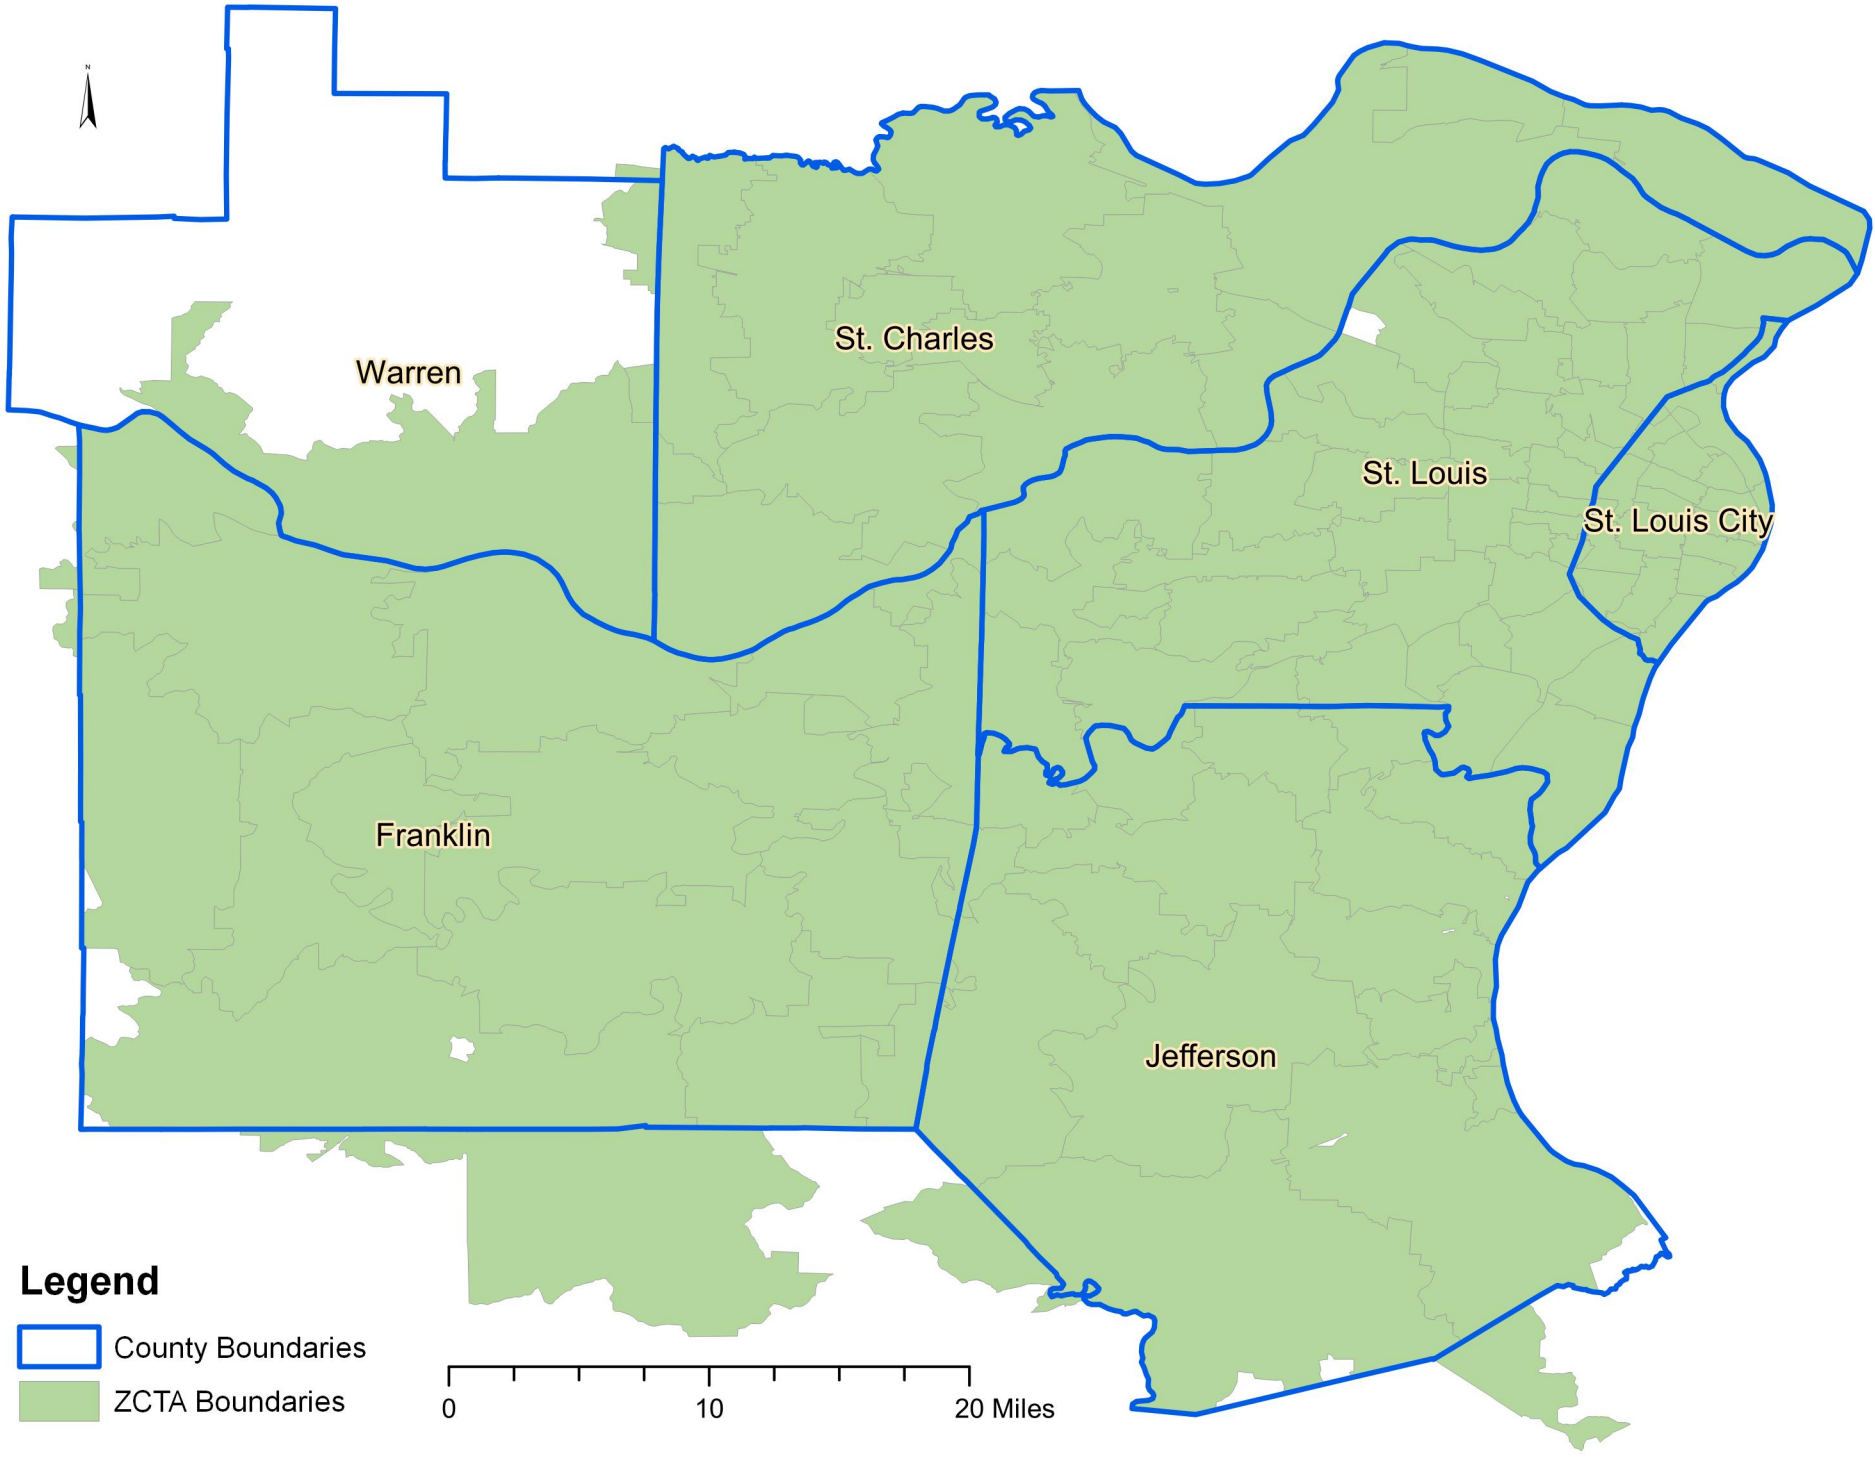 N
St. Charles
Warren
St. Louis
St. Louis City
Franklin
Jefferson
Legend
County Boundaries
ZCTA Boundaries
0 10 20 Miles